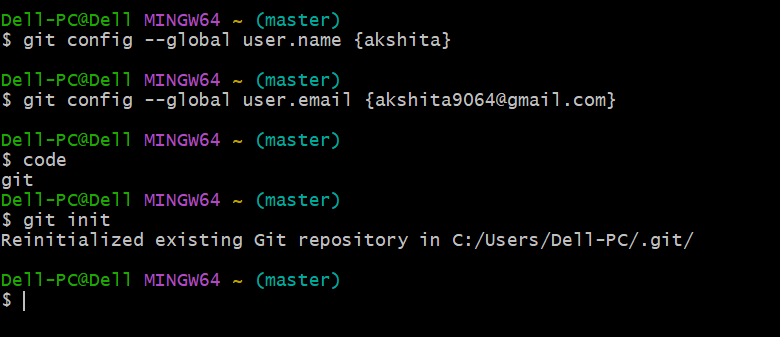 Dell-PC@Dell MINGW64 ~ (master)
$ git config --global user.name {akshita}
Dell-PC@Dell MINGW64 ~ (master)
$ git config --global user.email {akshita9064@gmail.com}
Dell-PC@Dell MINGW64 ~ (master)
$ code
git
Dell-PC@Dell MINGW64 ~ (master)
$ git init
Reinitialized existing Git repository in C:/Users/Dell-PC/.git/
Dell-PC@Dell MINGW64 ~ (master)
$